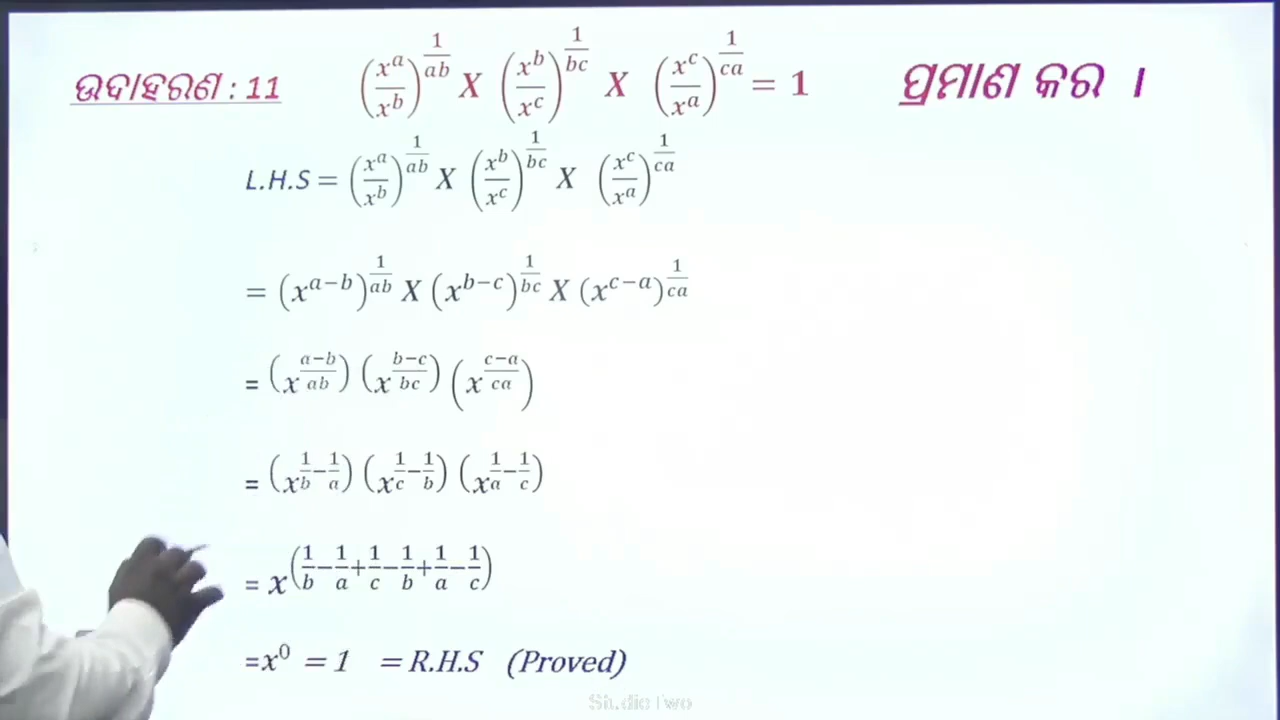 ଉଦାହରଣ : 11 (x^a/x^b)^(1/ab) X (x^b/x^c)^(1/bc) X (x^c/x^a)^(1/ca) = 1 ପ୍ରମାଣ କର ।
L.H.S = (x^a/x^b)^(1/ab) X (x^b/x^c)^(1/bc) X (x^c/x^a)^(1/ca)
= (x^(a−b))^(1/ab) X (x^(b−c))^(1/bc) X (x^(c−a))^(1/ca)
= (x^((a−b)/ab)) (x^((b−c)/bc)) (x^((c−a)/ca))
= (x^(1/b−1/a)) (x^(1/c−1/b)) (x^(1/a−1/c))
= x^(1/b−1/a+1/c−1/b+1/a−1/c)
=x^0 = 1 = R.H.S (Proved)